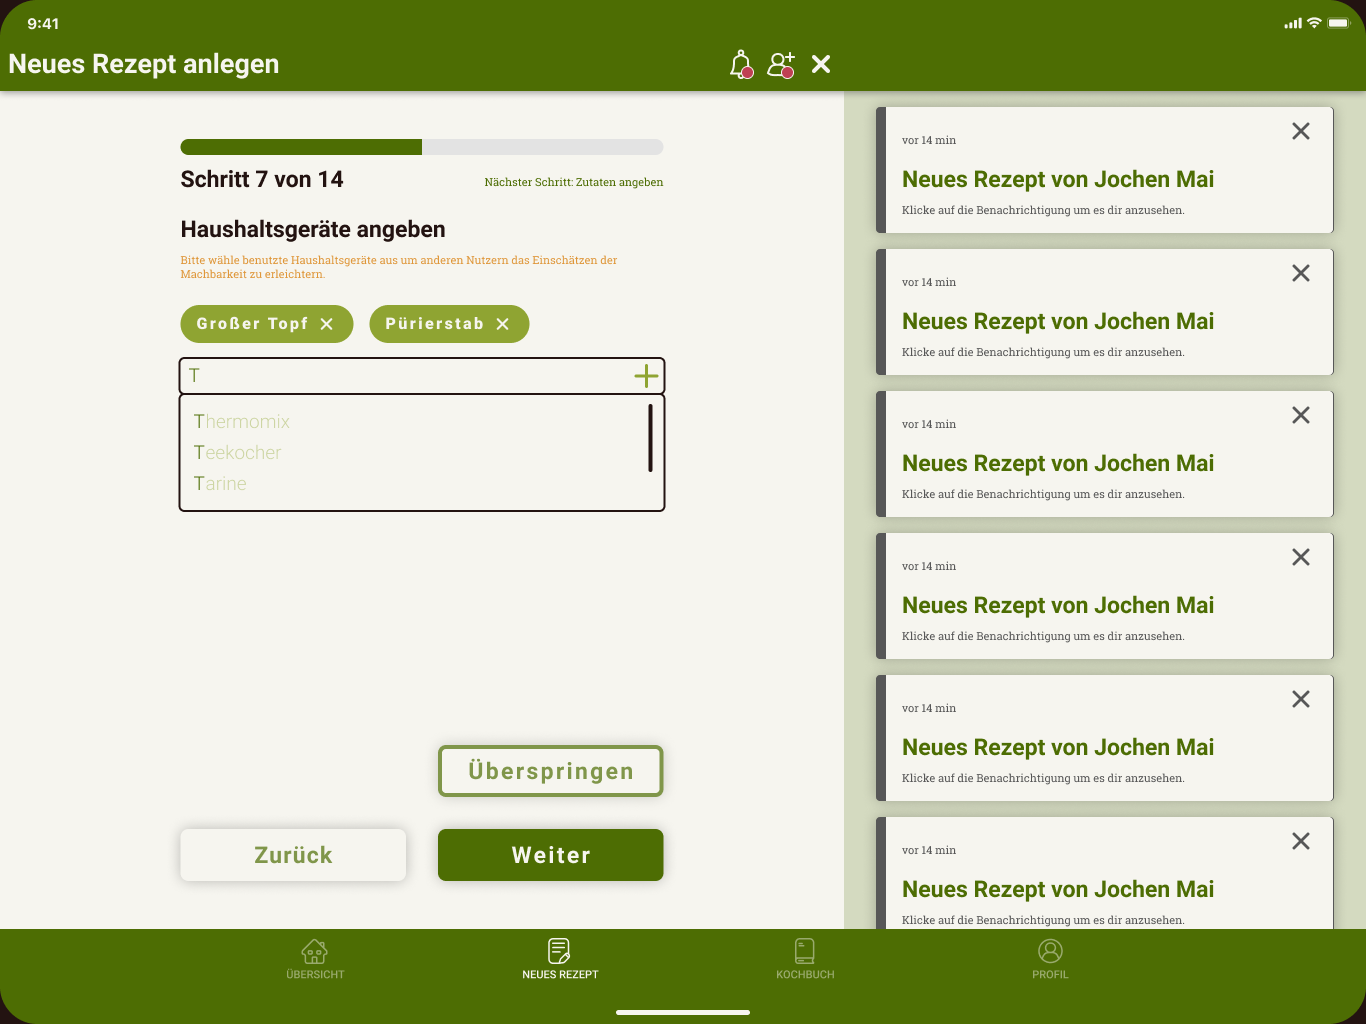 9:41
Neues Rezept anlegen
Schritt 7 von 14
Nächster Schritt: Zutaten angeben
Haushaltsgeräte angeben
Bitte wähle benutzte Haushaltsgeräte aus um anderen Nutzern das Einschätzen der
Machbarkeit zu erleichtern.
Großer Topf
Pürierstab
T
Thermomix
Teekocher
Tarine
Überspringen
Zurück
Weiter
vor 14 min
Neues Rezept von Jochen Mai
Klicke auf die Benachrichtigung um es dir anzusehen.
vor 14 min
Neues Rezept von Jochen Mai
Klicke auf die Benachrichtigung um es dir anzusehen.
vor 14 min
Neues Rezept von Jochen Mai
Klicke auf die Benachrichtigung um es dir anzusehen.
vor 14 min
Neues Rezept von Jochen Mai
Klicke auf die Benachrichtigung um es dir anzusehen.
vor 14 min
Neues Rezept von Jochen Mai
Klicke auf die Benachrichtigung um es dir anzusehen.
vor 14 min
Neues Rezept von Jochen Mai
Klicke auf die Benachrichtigung um es dir anzusehen.
ÜBERSICHT
NEUES REZEPT
KOCHBUCH
PROFIL